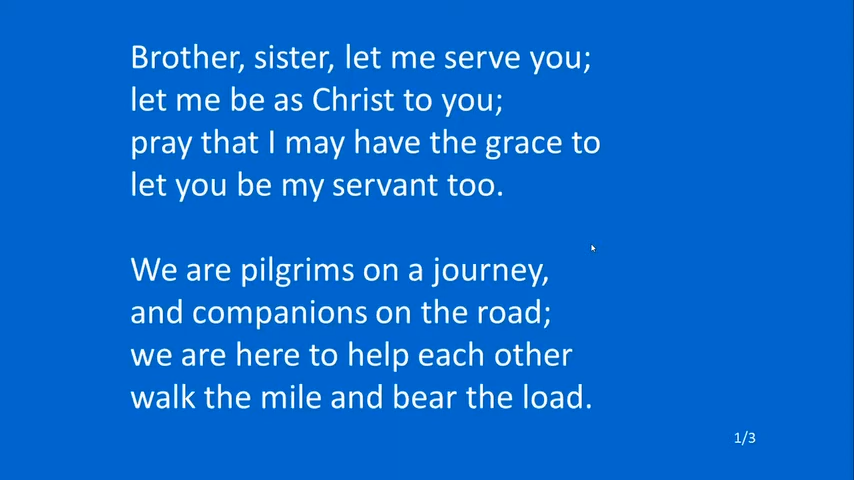 Brother, sister, let me serve you;
let me be as Christ to you;
pray that I may have the grace to
let you be my servant too.
We are pilgrims on a journey,
and companions on the road;
we are here to help each other
walk the mile and bear the load.
1/3